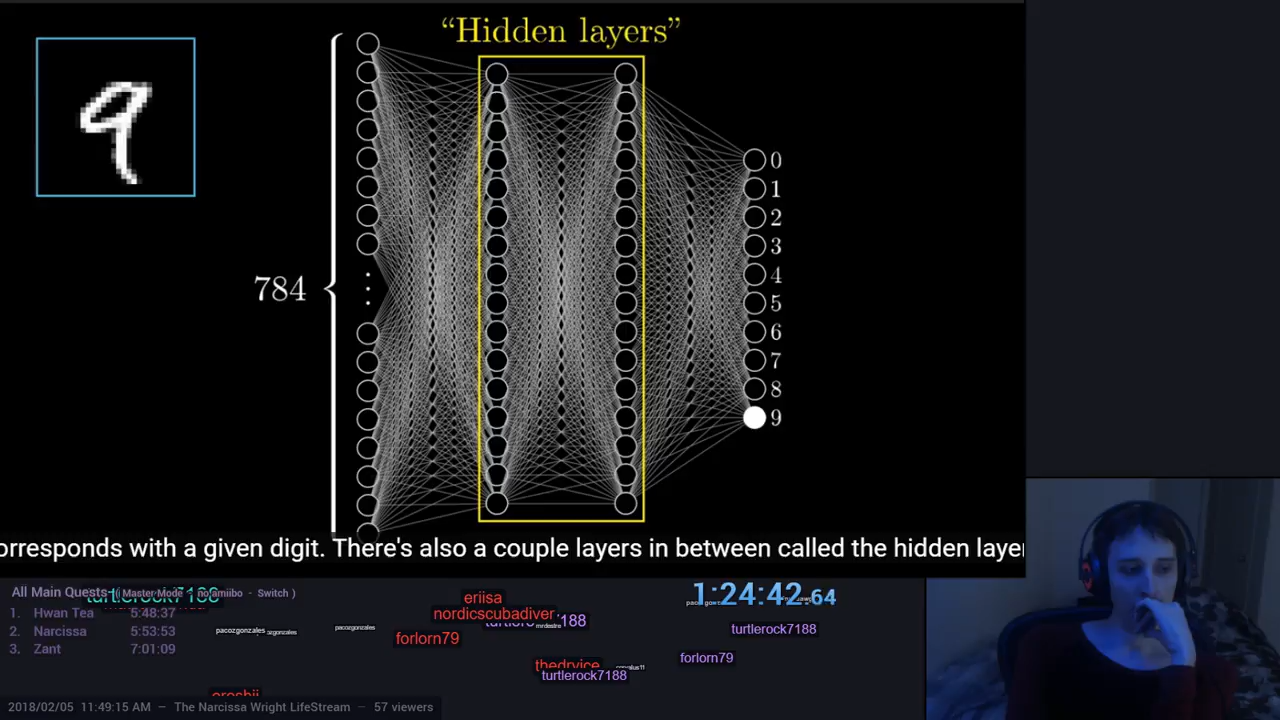 “Hidden layers”
784
0
1
2
3
4
5
6
7
8
9
orresponds with a given digit. There's also a couple layers in between called the hidden layer
All Main Quests ( Master Mode - no amiibo - Switch )
turtlerock7188
1. Hwan Tea 5:48:37
2. Narcissa 5:53:53
3. Zant 7:01:09
pacozgonzales
pacozgonzales
eriisa
nordicscubadiver
188
forlorn79
thedrvice
turtlerock7188
1:24:42.64
turtlerock7188
forlorn79
2018/02/05 11:49:15 AM – The Narcissa Wright LifeStream – 57 viewers